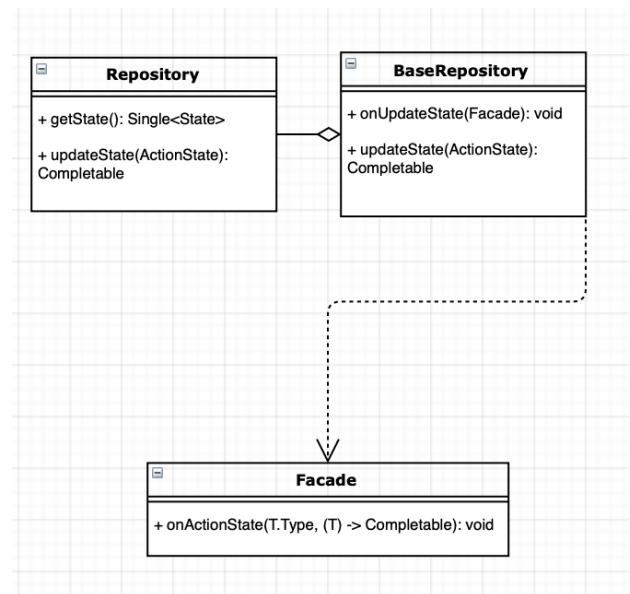 Repository
+ getState(): Single<State>
+ updateState(ActionState):
Completable
BaseRepository
+ onUpdateState(Facade): void
+ updateState(ActionState):
Completable
Facade
+ onActionState(T.Type, (T) -> Completable): void